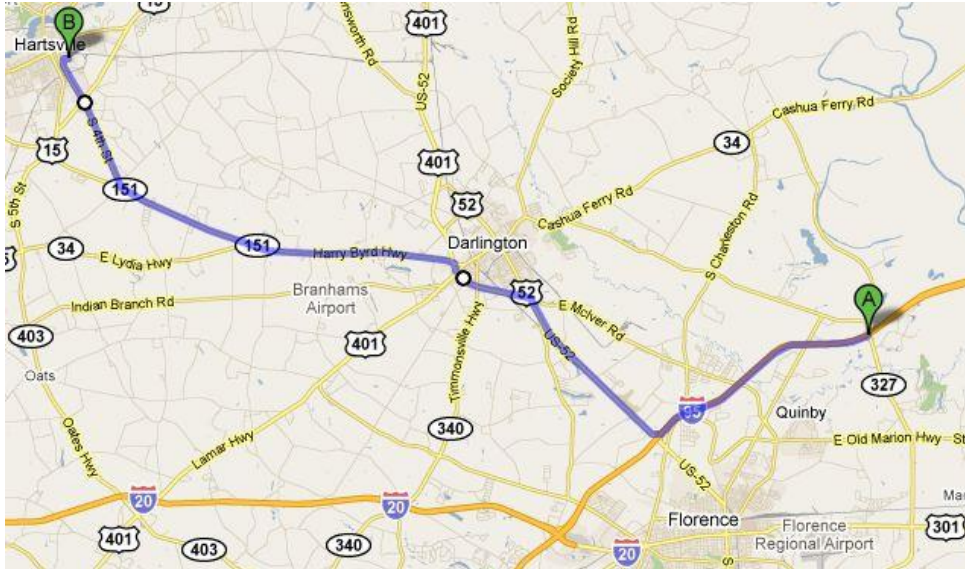 B
15
401
Hartsville
US-52
Society Hill Rd
Cashua Ferry Rd
34
S 4th St
15
401
151
52
Cashua Ferry Rd
S 5th St
S Charleston Rd
34
E Lydia Hwy
151
Harry Byrd Hwy
Darlington
Indian Branch Rd
Branhams
Airport
52
E McIver Rd
A
403
401
US-52
Timmonsville Hwy
Oats
327
95
Quinby
340
E Old Marion Hwy
Oates Hwy
Lamar Hwy
US-52
20
20
Florence
Florence
Regional Airport
301
401
403
340
20
S